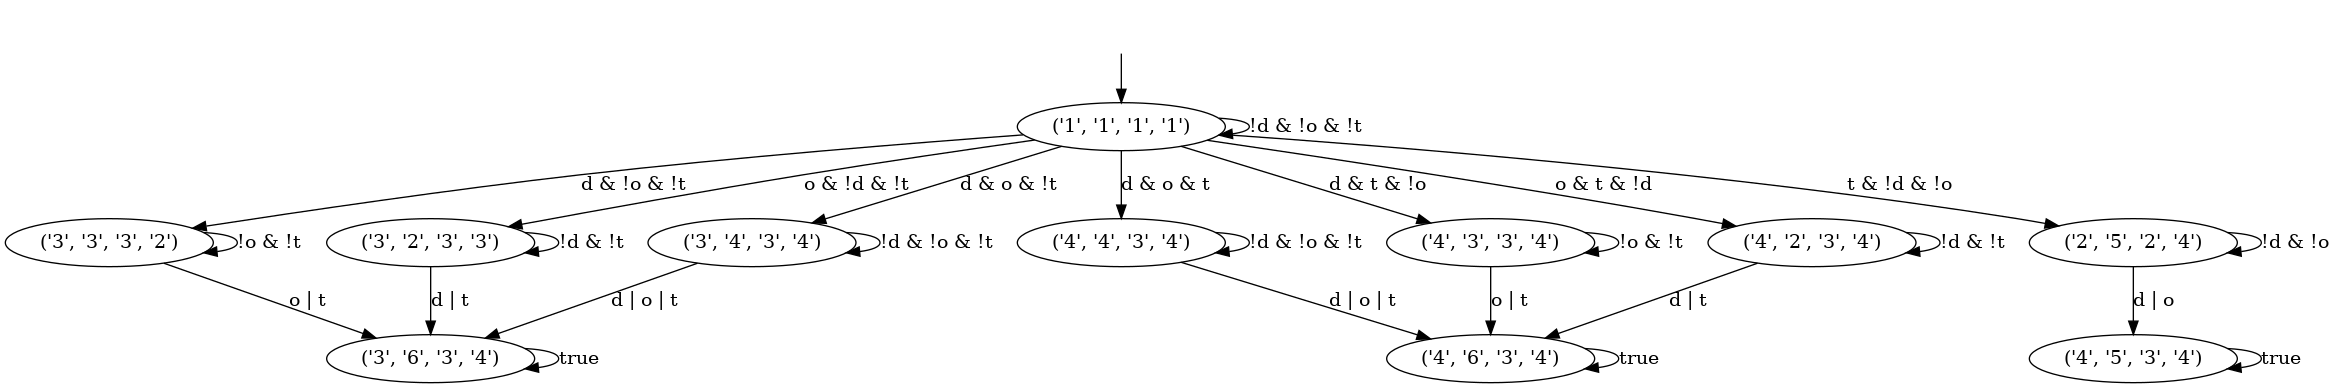 ('1', '1', '1', '1')
!d & !o & !t
d & !o & !t
o & !d & !t
d & o & !t
d & o & t
d & t & !o
o & t & !d
t & !d & !o
('3', '3', '3', '2')
!o & !t
('3', '2', '3', '3')
!d & !t
('3', '4', '3', '4')
!d & !o & !t
('4', '4', '3', '4')
!d & !o & !t
('4', '3', '3', '4')
!o & !t
('4', '2', '3', '4')
!d & !t
('2', '5', '2', '4')
!d & !o
o | t
d | t
d | o | t
d | o | t
o | t
d | t
d | o
('3', '6', '3', '4')
true
('4', '6', '3', '4')
true
('4', '5', '3', '4')
true